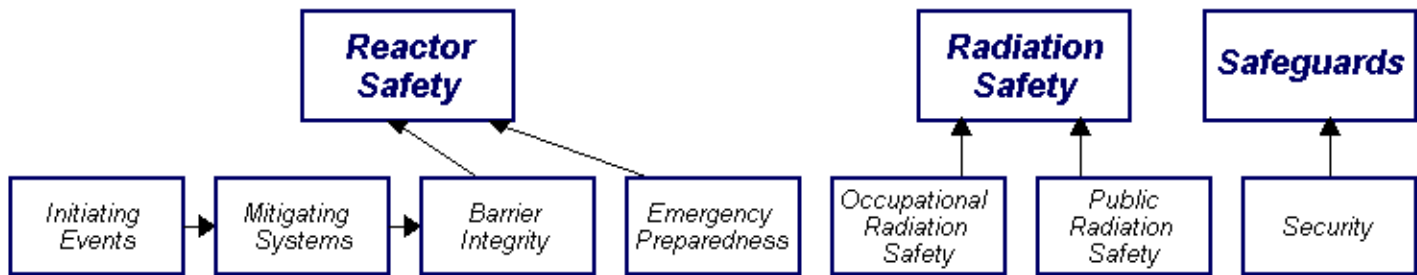 Reactor
Safety
Radiation
Safety
Safeguards
Initiating
Events
Mitigating
Systems
Barrier
Integrity
Emergency
Preparedness
Occupational
Radiation
Safety
Public
Radiation
Safety
Security